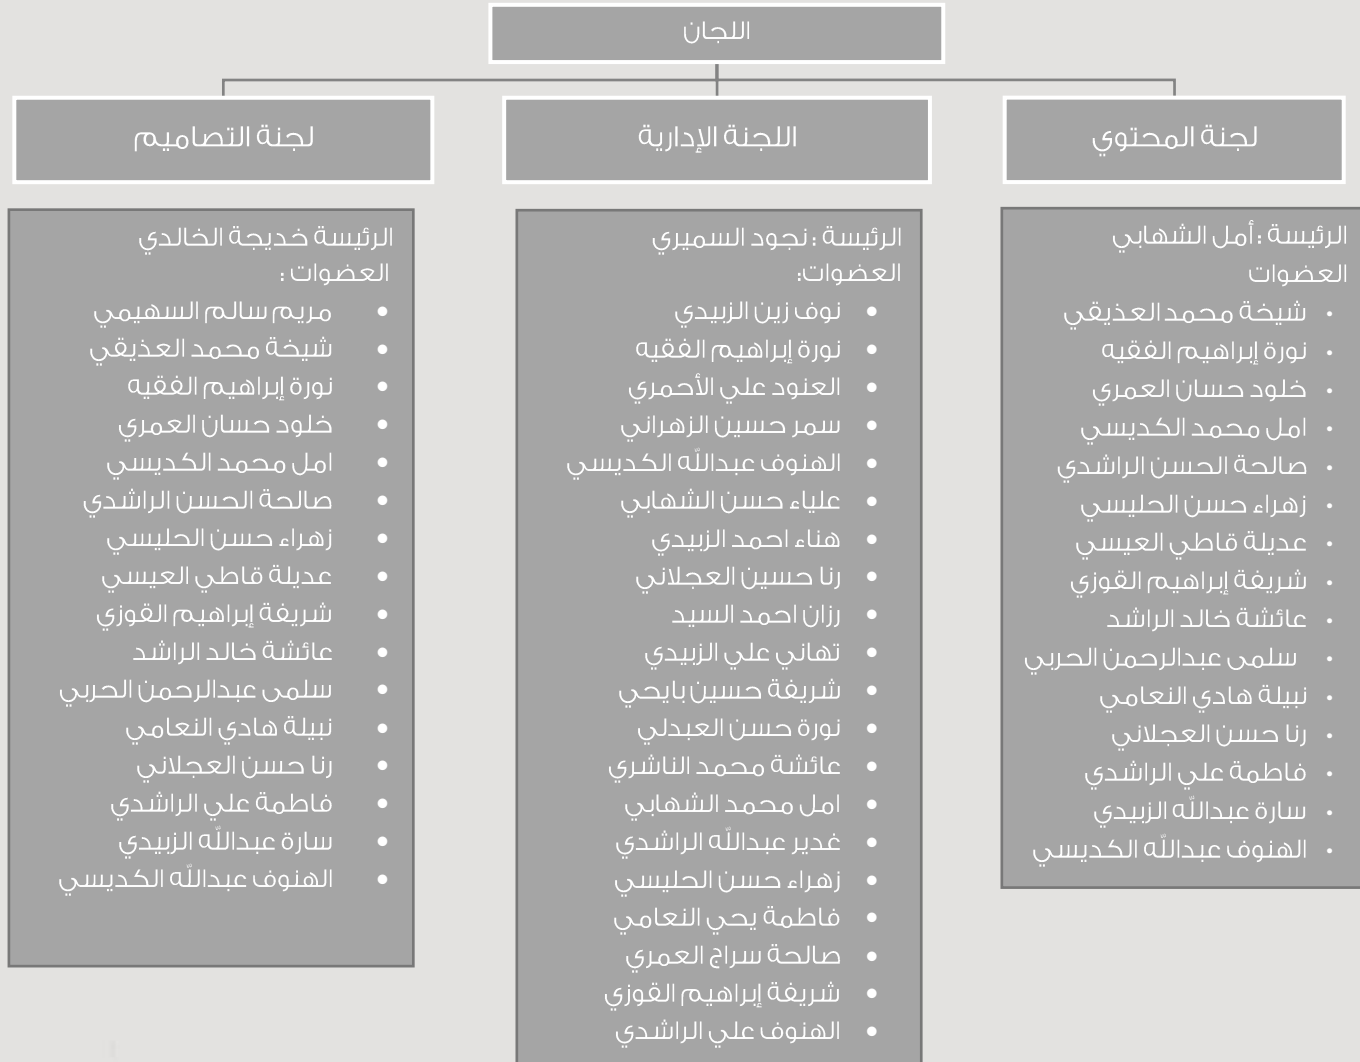 اللجان
لجنة المحتوي
الرئيسة :أمل الشهابي
العضوات
• شيخة محمد العذيقي
• نورة إبراهيم الفقيه
• خلود حسان العمري
• امل محمد الكديسي
• صالحة الحسن الراشدي
• زهراء حسن الحليسي
• عديلة قاطي العيسي
• شريفة إبراهيم القوزي
• عائشة خالد الراشد
• سلمى عبدالرحمن الحربي
• نبيلة هادي النعامي
• رنا حسن العجلاني
• فاطمة علي الراشدي
• سارة عبدالله الزبيدي
• الهنوف عبدالله الكديسي
اللجنة الإدارية
الرئيسة : نجود السميري
العضوات:
• نوف زين الزبيدي
• نورة إبراهيم الفقيه
• العنود علي الأحمري
• سمر حسين الزهراني
• الهنوف عبدالله الكديسي
• علياء حسن الشهابي
• هناء احمد الزبيدي
• رنا حسين العجلاني
• رزان احمد السيد
• تهاني علي الزبيدي
• شريفة حسين بايحي
• نورة حسن العبدلي
• عائشة محمد الناشري
• امل محمد الشهابي
• غدير عبدالله الراشدي
• زهراء حسن الحليسي
• فاطمة يحي النعامي
• صالحة سراج العمري
• شريفة إبراهيم القوزي
• الهنوف علي الراشدي
لجنة التصاميم
الرئيسة خديجة الخالدي
العضوات :
• مريم سالم السهيمي
• شيخة محمد العذيقي
• نورة إبراهيم الفقيه
• خلود حسان العمري
• امل محمد الكديسي
• صالحة الحسن الراشدي
• زهراء حسن الحليسي
• عديلة قاطي العيسي
• شريفة إبراهيم القوزي
• عائشة خالد الراشد
• سلمى عبدالرحمن الحربي
• نبيلة هادي النعامي
• رنا حسن العجلاني
• فاطمة علي الراشدي
• سارة عبدالله الزبيدي
• الهنوف عبدالله الكديسي